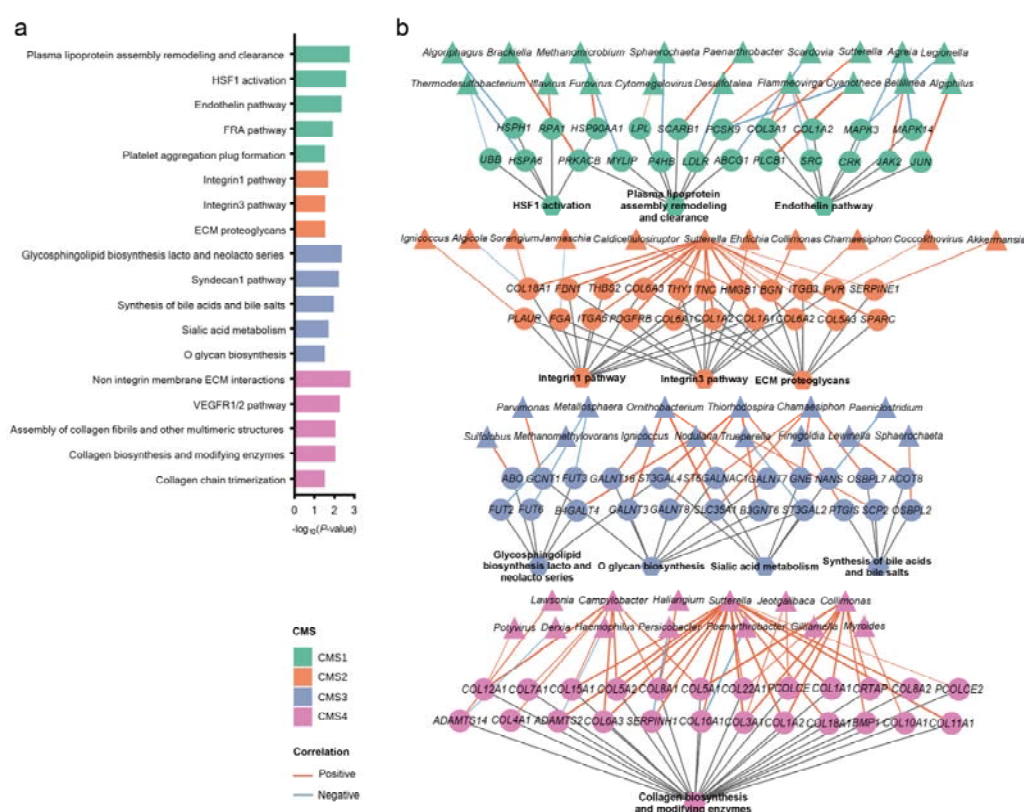 a
Plasma lipoprotein assembly remodeling and clearance
HSF1 activation
Endothelin pathway
FRA pathway
Platelet aggregation plug formation
Integrin1 pathway
Integrin3 pathway
ECM proteoglycans
Glycosphingolipid biosynthesis lacto and neolacto series
Syndecan1 pathway
Synthesis of bile acids and bile salts
Sialic acid metabolism
O glycan biosynthesis
Non integrin membrane ECM interactions
VEGFR1/2 pathway
Assembly of collagen fibrils and other multimeric structures
Collagen biosynthesis and modifying enzymes
Collagen chain trimerization
0 1 2 3
-log10(P-value)
CMS
CMS1
CMS2
CMS3
CMS4
Correlation
Positive
Negative
b
Algoriphagus Brackiella Methanomicrobium Sphaerochaeta Paenarthrobacter Scardovia Sutterella Agreia Legionella
Thermodesulfobacterium Iflavirus Furovirus Cytomegalovirus Desulfotalea Flammeovirga Cyanothece Belliinea Algiphilus
HSPH1 RPA1 HSP90AA1 LPL SCARB1 PCSK9 COL3A1 COL1A2 MAPK3 MAPK14
UBB HSPA6 PRKACB MYLIP P4HB LDLR ABCG1 PLCB1 SRC CRK JAK2 JUN
HSF1 activation
Plasma lipoprotein
assembly remodeling
and clearance
Endothelin pathway
Ignicoccus Algicola Sorangium Jannaschia Caldicellulosiruptor Sutterella Ehrlichia Collimonas Chamaesiphon Coccolithovirus Akkermansia
COL16A1 FBN1 THBS2 COL6A3 THY1 TNC HMGB1 BGN ITGB3 PVR SERPINE1
PLAUR FGA ITGA5 PDGFRB COL6A1 COL1A2 COL1A1 COL6A2 COL5A3 SPARC
Integrin1 pathway
Integrin3 pathway
ECM proteoglycans
Parvimonas Metallosphaera Ornithobacterium Thiorhodospira Chamaesiphon Paeniclostridium
Sulfolobus Methanomethylovorans Ignicoccus Nodularia Trueperella Finegoldia Lewinella Sphaerochaeta
ABO GCNT1 FUT3 GALNT16 ST3GAL4 ST6GALNAC1 GALNT7 GNE NANS OSBPL7 ACOT8
FUT2 FUT6 B4GALT4 GALNT3 GALNT8 SLC35A1 B3GNT6 ST3GAL2 PTGIS SCP2 OSBPL2
Glycosphingolipid
biosynthesis lacto and
neolacto series
O glycan biosynthesis
Sialic acid metabolism
Synthesis of bile acids
and bile salts
Lawsonia Campylobacter Haliangium Sutterella Jeotgalibaca Collimonas
Potyvirus Derxia Haemophilus Persicobacter Paenarthrobacter Gilliamella Myroides
COL12A1 COL7A1 COL15A1 COL5A2 COL8A1 COL5A1 COL22A1 PCOLCE COL1A1 CRTAP COL8A2 PCOLCE2
ADAMTS14 COL4A1 ADAMTS2 COL6A3 SERPINH1 COL16A1 COL3A1 COL1A2 COL18A1 BMP1 COL10A1 COL11A1
Collagen biosynthesis
and modifying enzymes